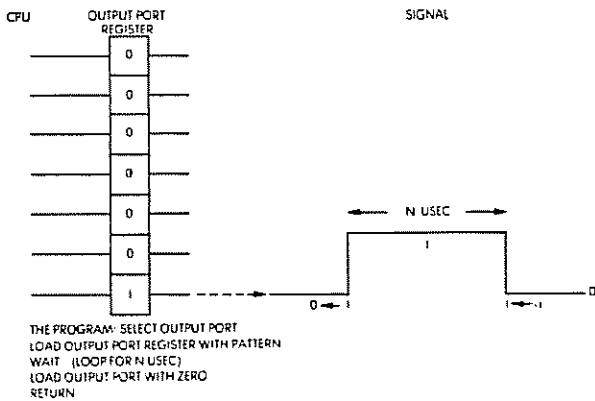 CPU
OUTPUT PORT
REGISTER
SIGNAL
0
0
0
0
0
0
1
N USEC
1
0
1
1
0
THE PROGRAM: SELECT OUTPUT PORT
LOAD OUTPUT PORT REGISTER WITH PATTERN
WAIT (LOOP FOR N USEC)
LOAD OUTPUT PORT WITH ZERO
RETURN